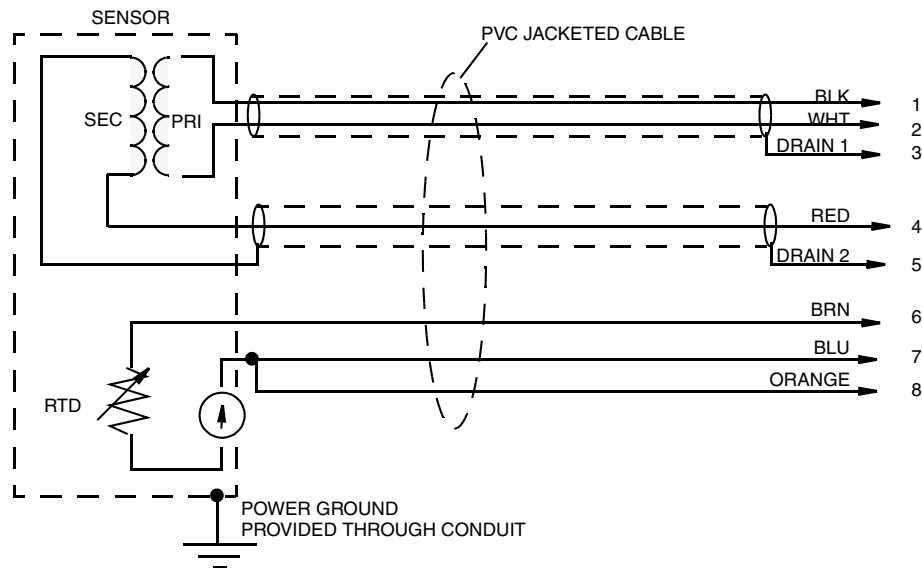 SENSOR
PVC JACKETED CABLE
SEC
PRI
BLK
1
WHT
2
DRAIN 1
3
RED
4
DRAIN 2
5
BRN
6
BLU
7
ORANGE
8
RTD
POWER GROUND
PROVIDED THROUGH CONDUIT